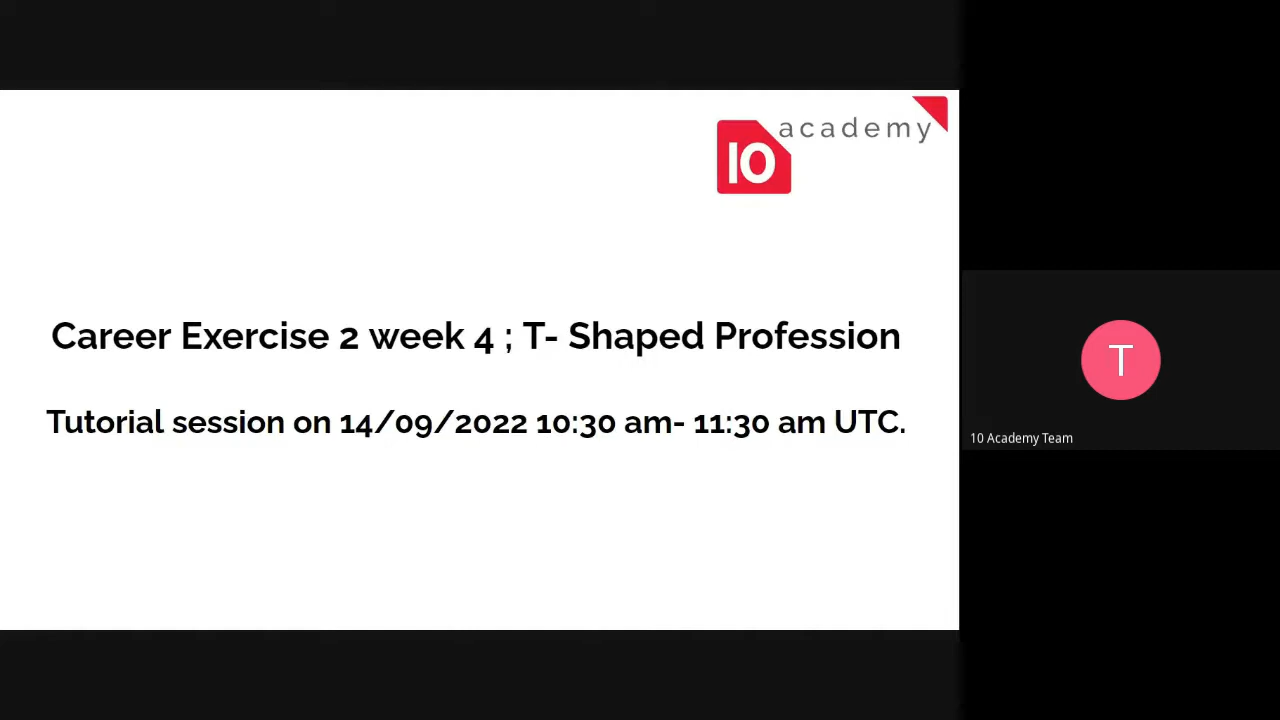 academy
10
Career Exercise 2 week 4 ; T- Shaped Profession
Tutorial session on 14/09/2022 10:30 am- 11:30 am UTC.
T
10 Academy Team